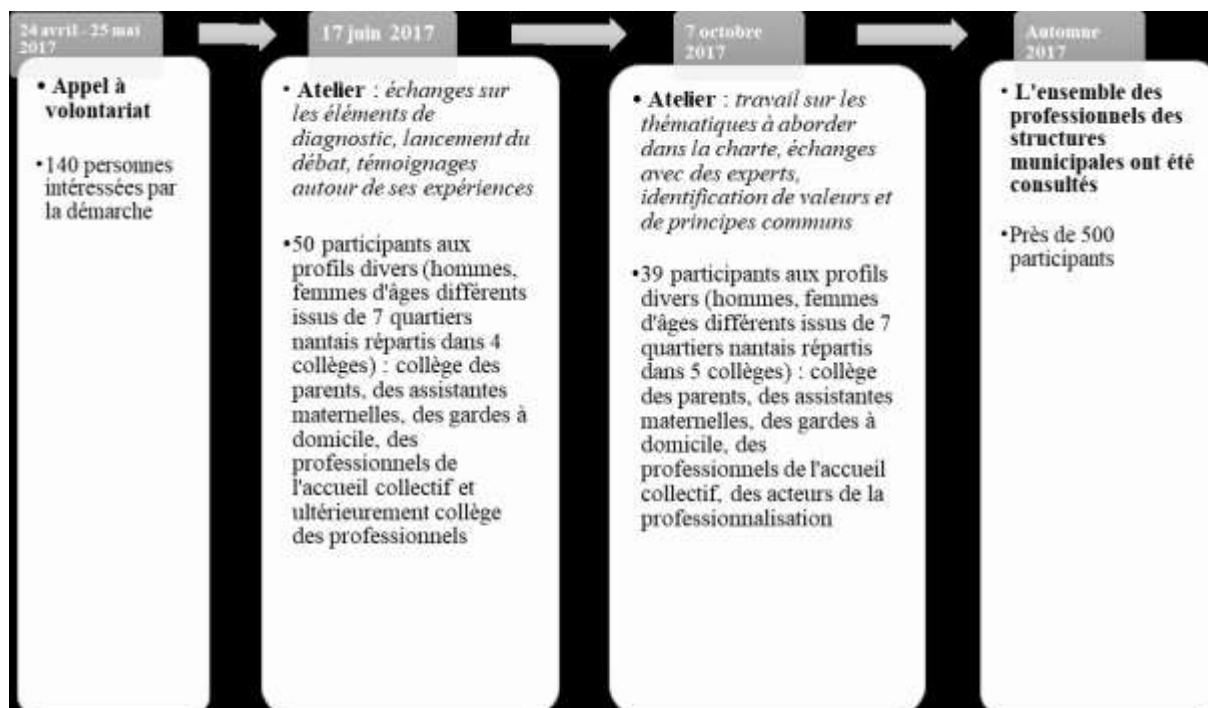 24 avril - 25 mai
2017
• Appel à
volontariat
•140 personnes
intéressées par
la démarche
17 juin 2017
• Atelier : échanges sur
les éléments de
diagnostic, lancement du
débat, témoignages
autour de ses expériences
•50 participants aux
profils divers (hommes,
femmes d'âges différents
issus de 7 quartiers
nantais répartis dans 4
collèges) : collège des
parents, des assistantes
maternelles, des gardes à
domicile, des
professionnels de
l'accueil collectif et
ultérieurement collège
des professionnels
7 octobre
2017
• Atelier : travail sur les
thématiques à aborder
dans la charte, échanges
avec des experts,
identification de valeurs et
de principes communs
•39 participants aux profils
divers (hommes, femmes
d'âges différents issus de 7
quartiers nantais répartis
dans 5 collèges) : collège
des parents, des assistantes
maternelles, des gardes à
domicile, des
professionnels de l'accueil
collectif, des acteurs de la
professionnalisation
Automne
2017
• L'ensemble des
professionnels des
structures
municipales ont été
consultés
•Près de 500
participants